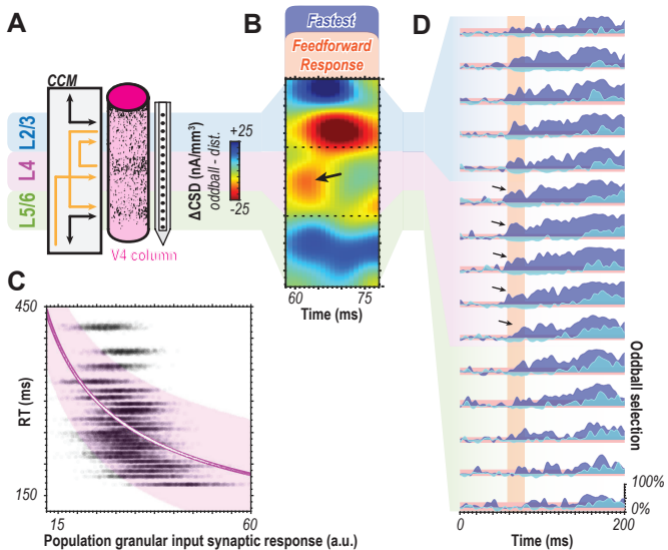 A
CCM
L2/3
L4
L5/6
V4 column
ΔCSD (nA/mm³)
oddball - dist.
+25
-25
B
Fastest
Feedforward
Response
60
75
Time (ms)
C
450
RT (ms)
150
15
60
Population granular input synaptic response (a.u.)
D
Oddball selection
100%
0%
0
200
Time (ms)